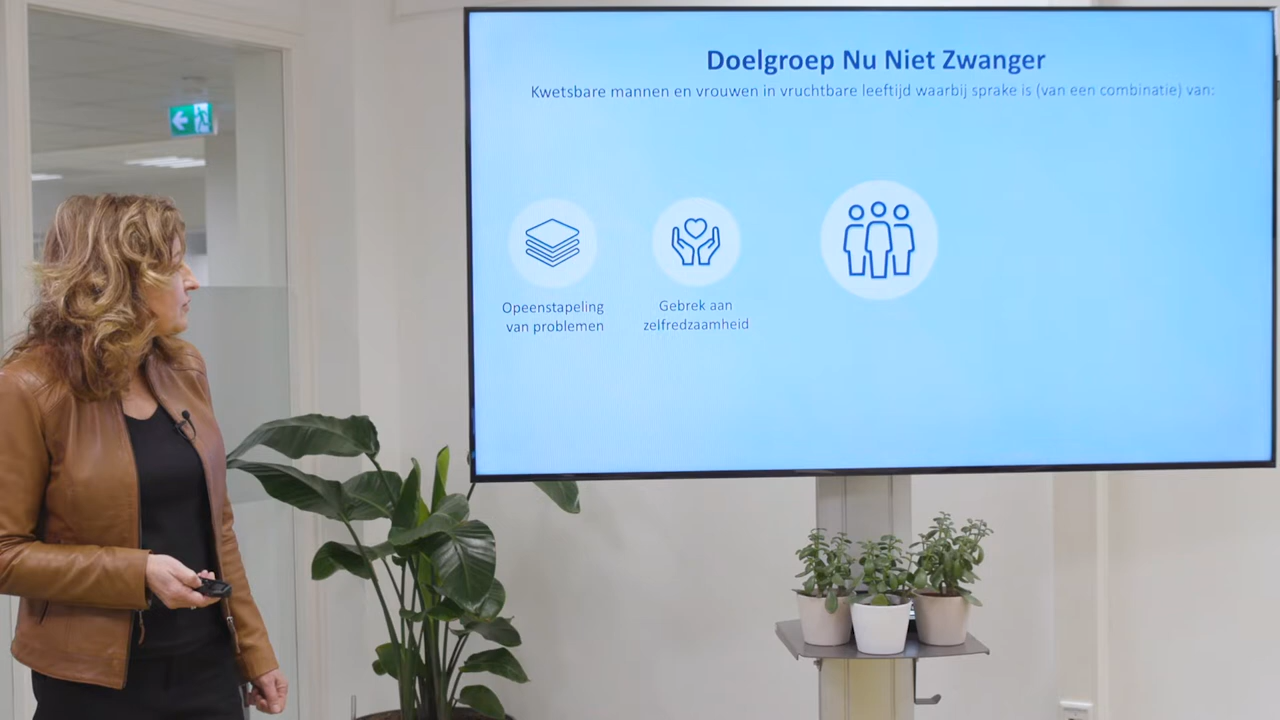 Doelgroep Nu Niet Zwanger
Kwetsbare mannen en vrouwen in vruchtbare leeftijd waarbij sprake is (van een combinatie) van:
Opeenstapeling
van problemen
Gebrek aan
zelfredzaamheid